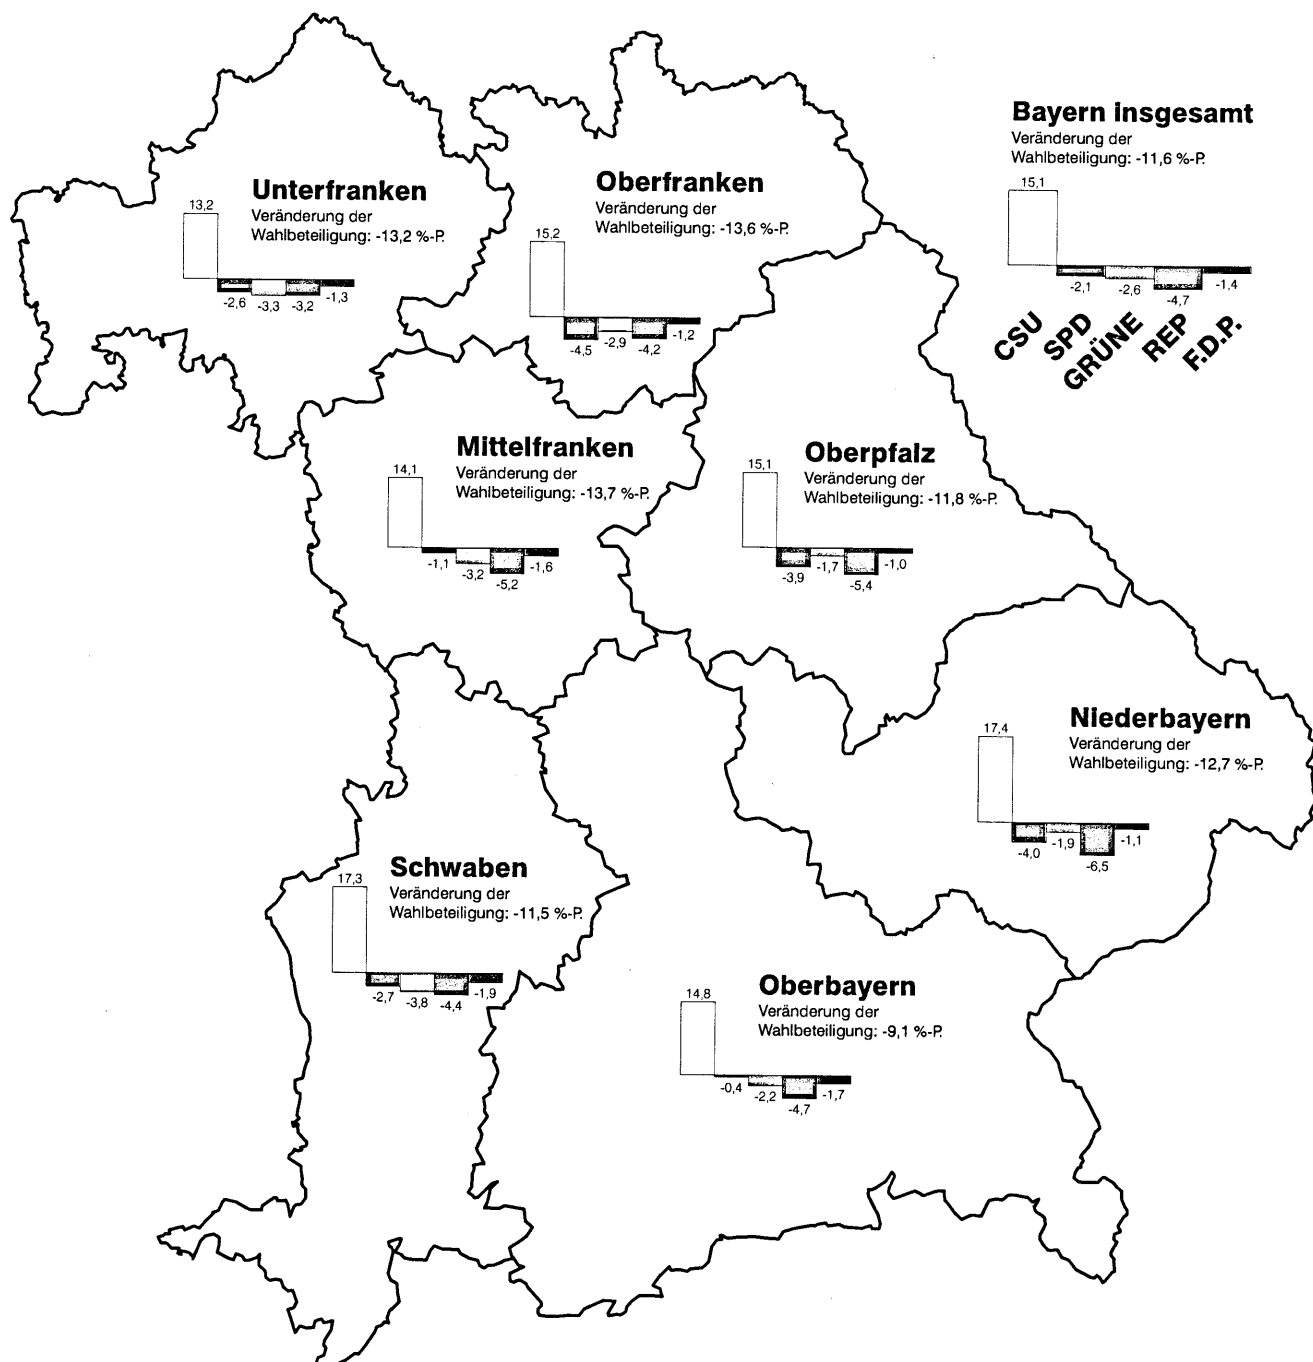 Bayern insgesamt
Veränderung der
Wahlbeteiligung: -11,6 %-P.
15,1
-2,1
-2,6
-4,7
-1,4
CSU
SPD
GRÜNE
REP
F.D.P.
Unterfranken
Veränderung der
Wahlbeteiligung: -13,2 %-P.
13,2
-2,6
-3,3
-3,2
-1,3
Oberfranken
Veränderung der
Wahlbeteiligung: -13,6 %-P.
15,2
-4,5
-2,9
-4,2
-1,2
Mittelfranken
Veränderung der
Wahlbeteiligung: -13,7 %-P.
14,1
-1,1
-3,2
-5,2
-1,6
Oberpfalz
Veränderung der
Wahlbeteiligung: -11,8 %-P.
15,1
-3,9
-1,7
-5,4
-1,0
Niederbayern
Veränderung der
Wahlbeteiligung: -12,7 %-P.
17,4
-4,0
-1,9
-6,5
-1,1
Schwaben
Veränderung der
Wahlbeteiligung: -11,5 %-P.
17,3
-2,7
-3,8
-4,4
-1,9
Oberbayern
Veränderung der
Wahlbeteiligung: -9,1 %-P.
14,8
-0,4
-2,2
-4,7
-1,7